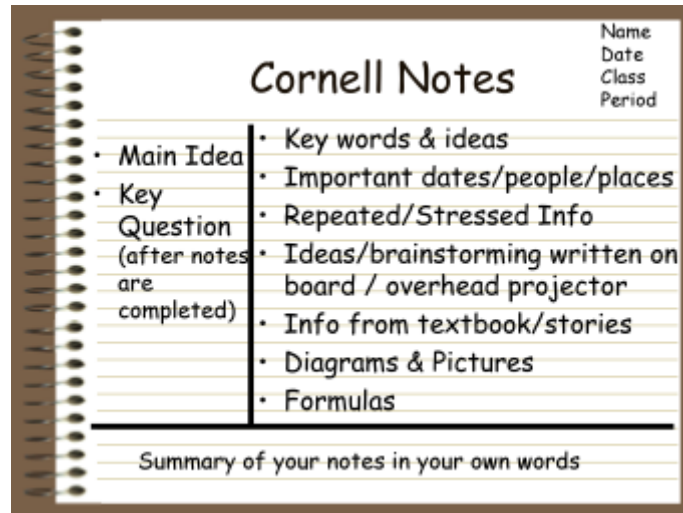 Name
Date
Class
Period
Cornell Notes
• Main Idea
• Key
Question
(after notes
are
completed)
• Key words & ideas
• Important dates/people/places
• Repeated/Stressed Info
• Ideas/brainstorming written on
board / overhead projector
• Info from textbook/stories
• Diagrams & Pictures
• Formulas
Summary of your notes in your own words